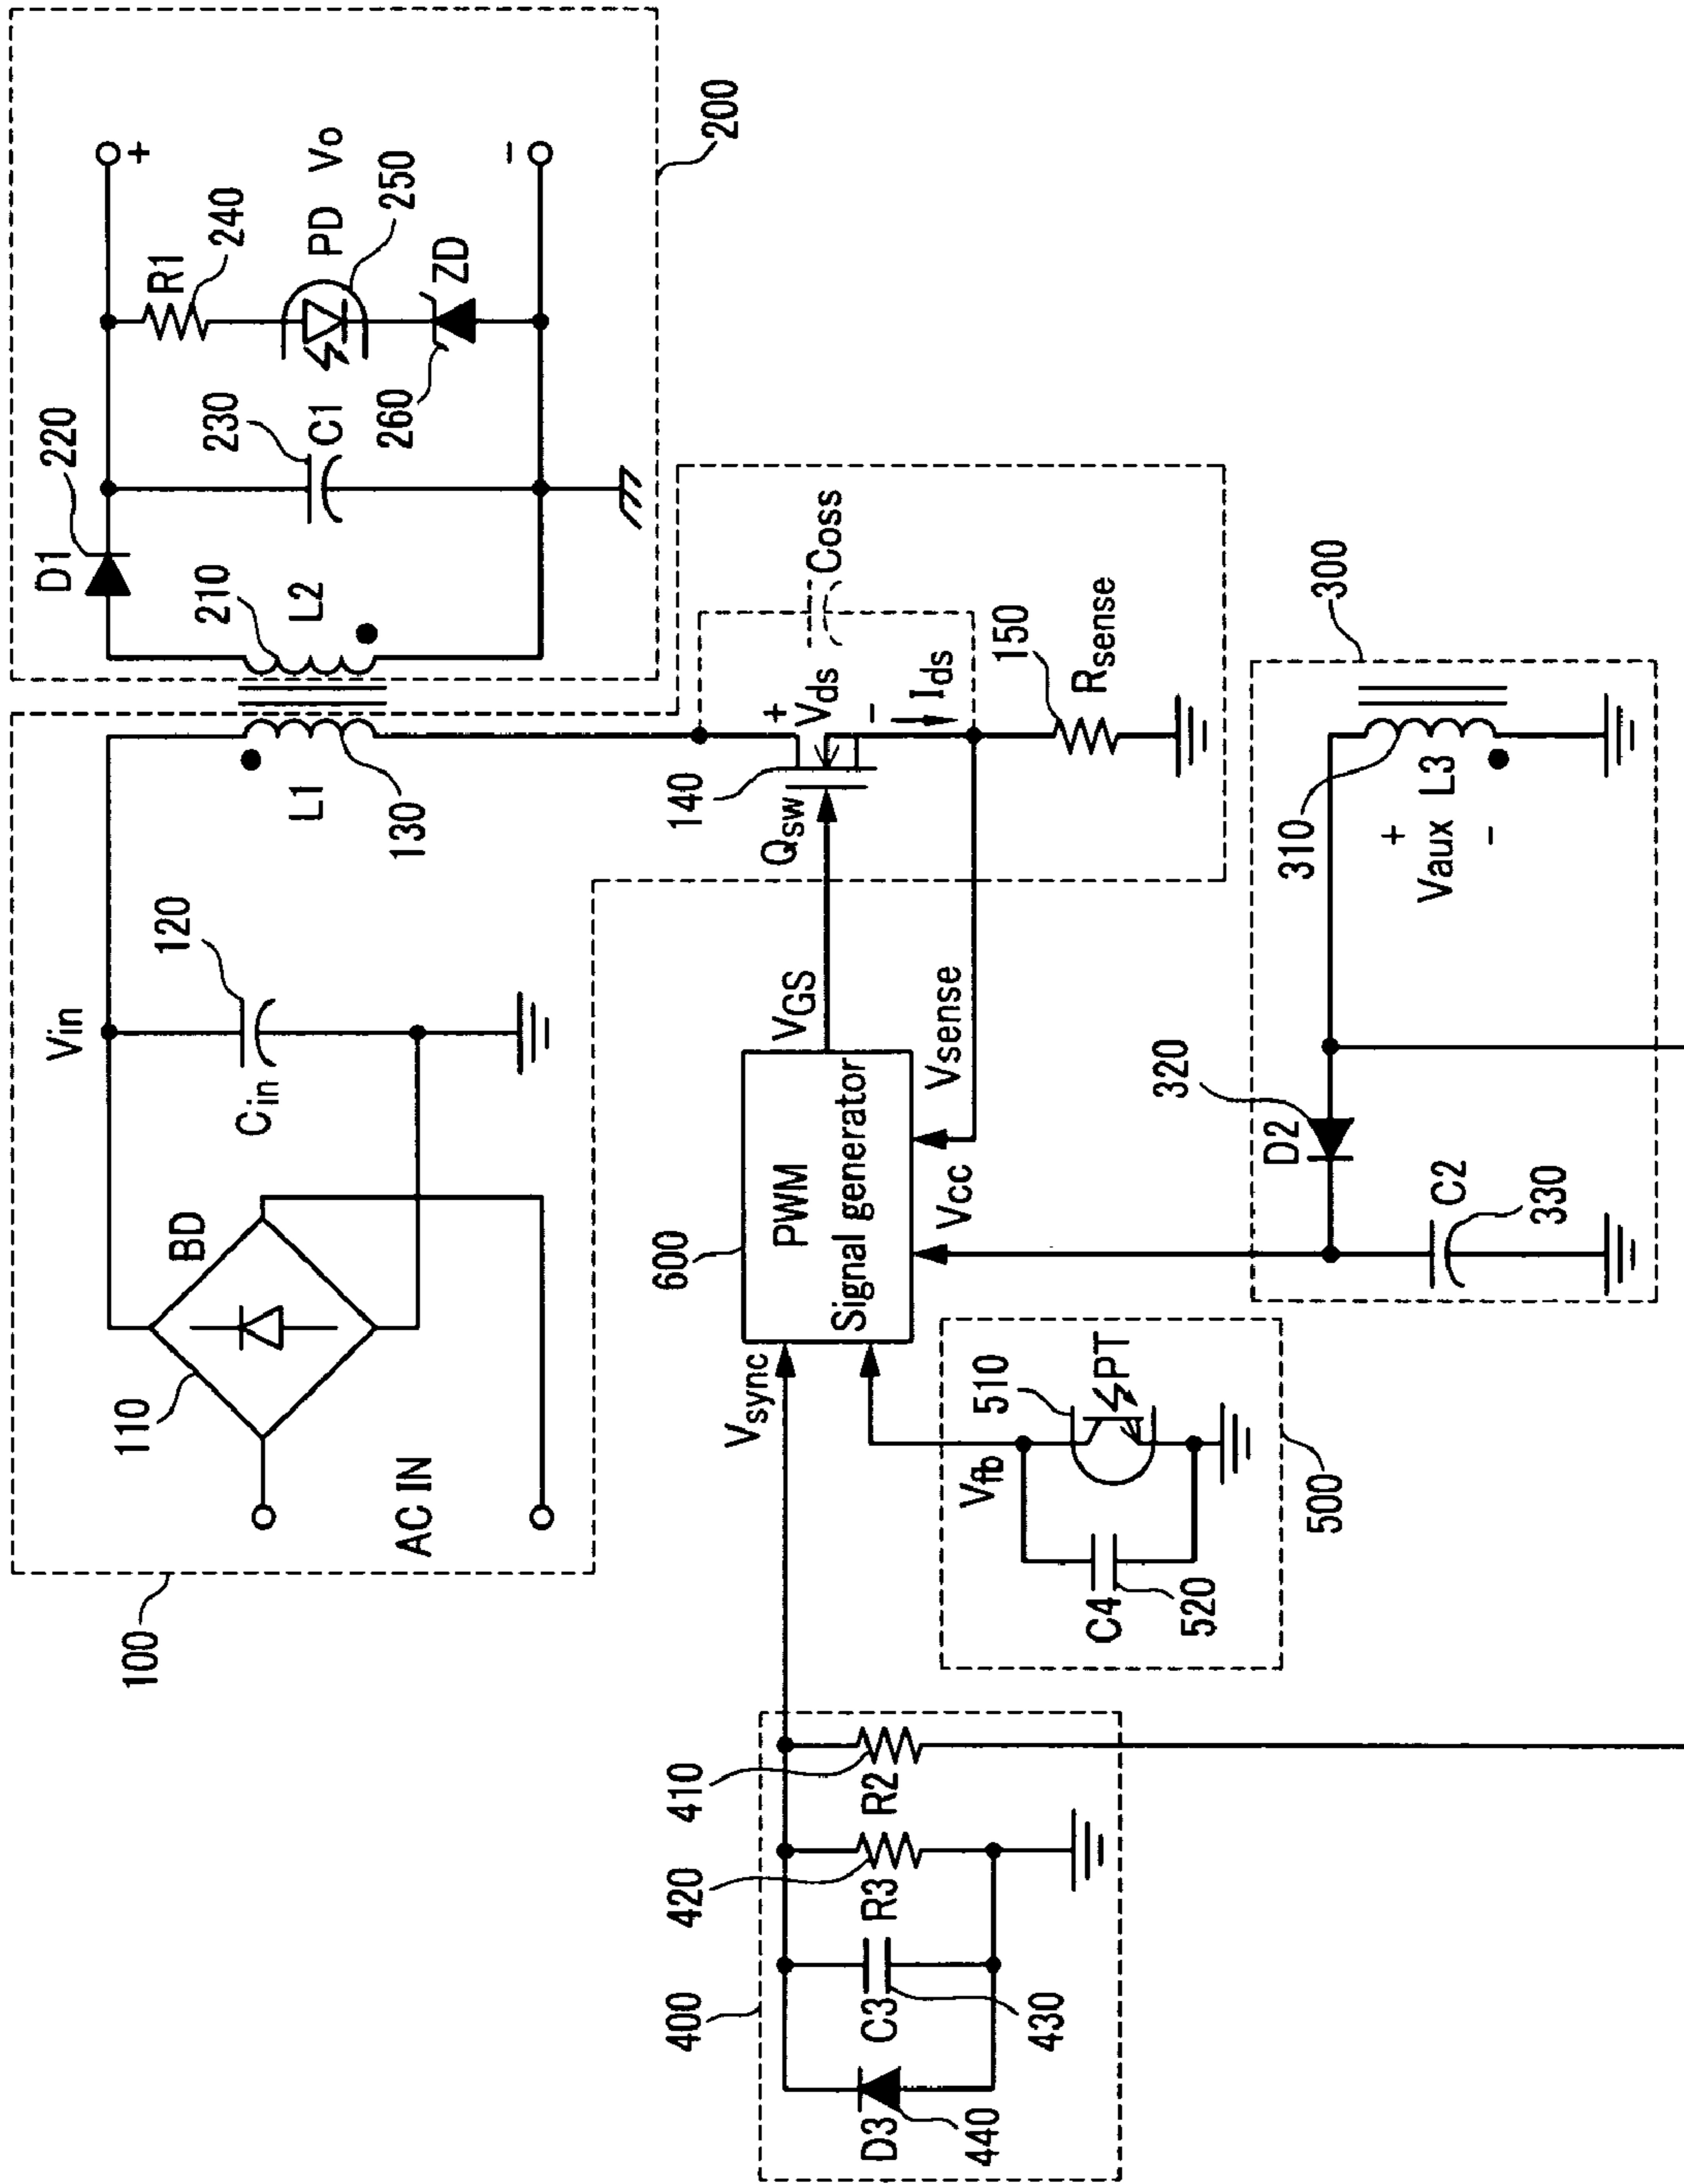 100
110
BD
AC IN
Vin
120
Cin
L1
130
D1
220
210
L2
230
C1
R1
240
PD
Vo
250
260
ZD
+
−
200
140
Qsw
+
Vds
−
Ids
Coss
150
Rsense
VGS
Vsense
Vcc
600
PWM
Signal generator
Vsync
Vfb
510
PT
C4
520
500
400
410
R2
420
R3
C3
430
D3
440
300
310
+
Vaux
−
L3
320
D2
C2
330